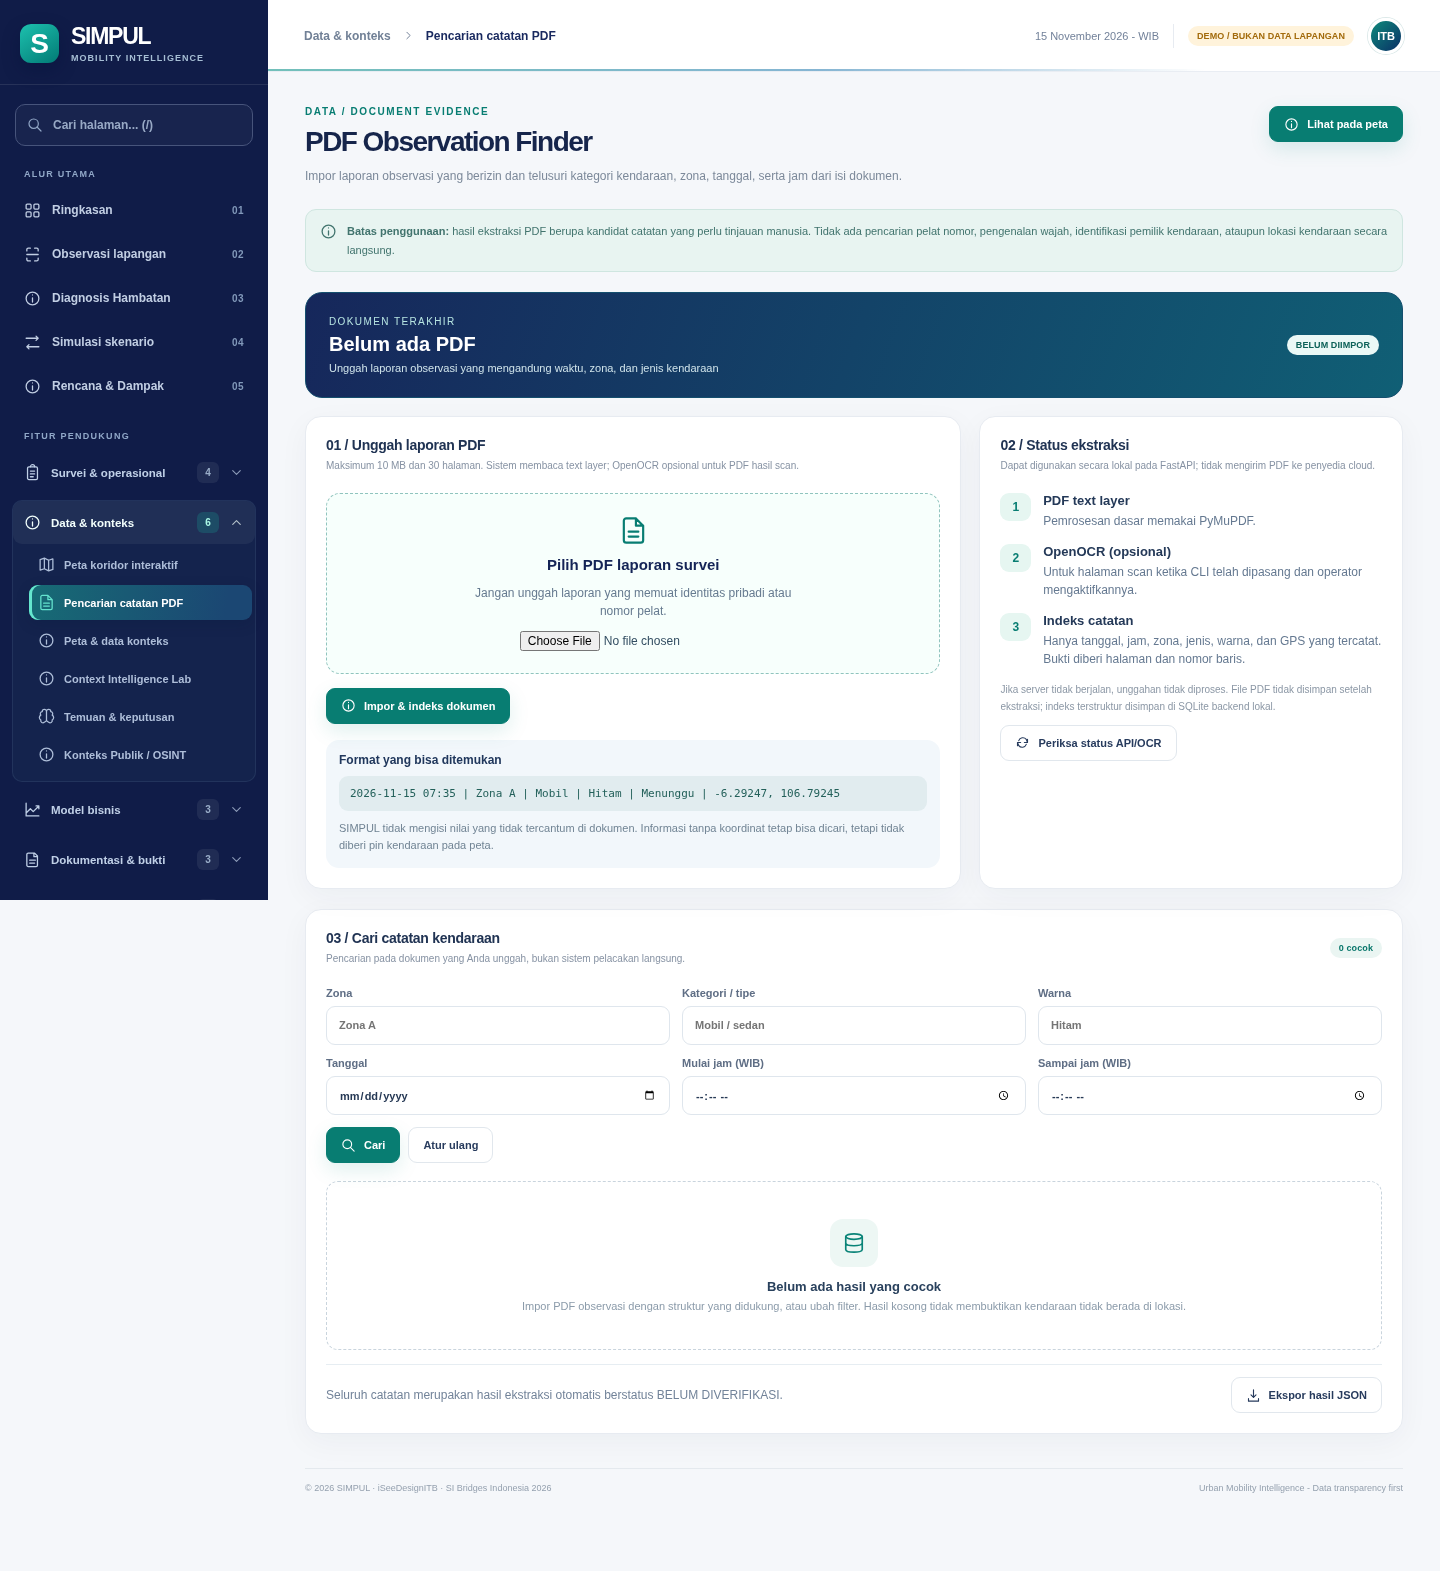 S
SIMPUL
MOBILITY INTELLIGENCE
Cari halaman... (/)
ALUR UTAMA
Ringkasan 01
Observasi lapangan 02
Diagnosis Hambatan 03
Simulasi skenario 04
Rencana & Dampak 05
FITUR PENDUKUNG
Survei & operasional 4
Data & konteks 6
Peta koridor interaktif
Pencarian catatan PDF
Peta & data konteks
Context Intelligence Lab
Temuan & keputusan
Konteks Publik / OSINT
Model bisnis 3
Dokumentasi & bukti 3
Data & konteks Pencarian catatan PDF
15 November 2026 - WIB
DEMO / BUKAN DATA LAPANGAN
ITB
DATA / DOCUMENT EVIDENCE
PDF Observation Finder
Impor laporan observasi yang berizin dan telusuri kategori kendaraan, zona, tanggal, serta jam dari isi dokumen.
Lihat pada peta
Batas penggunaan: hasil ekstraksi PDF berupa kandidat catatan yang perlu tinjauan manusia. Tidak ada pencarian pelat nomor, pengenalan wajah, identifikasi pemilik kendaraan, ataupun lokasi kendaraan secara
langsung.
DOKUMEN TERAKHIR
Belum ada PDF
Unggah laporan observasi yang mengandung waktu, zona, dan jenis kendaraan
BELUM DIIMPOR
01 / Unggah laporan PDF
Maksimum 10 MB dan 30 halaman. Sistem membaca text layer; OpenOCR opsional untuk PDF hasil scan.
Pilih PDF laporan survei
Jangan unggah laporan yang memuat identitas pribadi atau
nomor pelat.
Choose File No file chosen
Impor & indeks dokumen
Format yang bisa ditemukan
2026-11-15 07:35 | Zona A | Mobil | Hitam | Menunggu | -6.29247, 106.79245
SIMPUL tidak mengisi nilai yang tidak tercantum di dokumen. Informasi tanpa koordinat tetap bisa dicari, tetapi tidak
diberi pin kendaraan pada peta.
02 / Status ekstraksi
Dapat digunakan secara lokal pada FastAPI; tidak mengirim PDF ke penyedia cloud.
1
PDF text layer
Pemrosesan dasar memakai PyMuPDF.
2
OpenOCR (opsional)
Untuk halaman scan ketika CLI telah dipasang dan operator
mengaktifkannya.
3
Indeks catatan
Hanya tanggal, jam, zona, jenis, warna, dan GPS yang tercatat.
Bukti diberi halaman dan nomor baris.
Jika server tidak berjalan, unggahan tidak diproses. File PDF tidak disimpan setelah
ekstraksi; indeks terstruktur disimpan di SQLite backend lokal.
Periksa status API/OCR
03 / Cari catatan kendaraan
Pencarian pada dokumen yang Anda unggah, bukan sistem pelacakan langsung.
0 cocok
Zona Kategori / tipe Warna
Zona A Mobil / sedan Hitam
Tanggal Mulai jam (WIB) Sampai jam (WIB)
mm/dd/yyyy --:-- -- --:-- --
Cari Atur ulang
Belum ada hasil yang cocok
Impor PDF observasi dengan struktur yang didukung, atau ubah filter. Hasil kosong tidak membuktikan kendaraan tidak berada di lokasi.
Seluruh catatan merupakan hasil ekstraksi otomatis berstatus BELUM DIVERIFIKASI.
Ekspor hasil JSON
© 2026 SIMPUL · iSeeDesignITB · SI Bridges Indonesia 2026
Urban Mobility Intelligence - Data transparency first